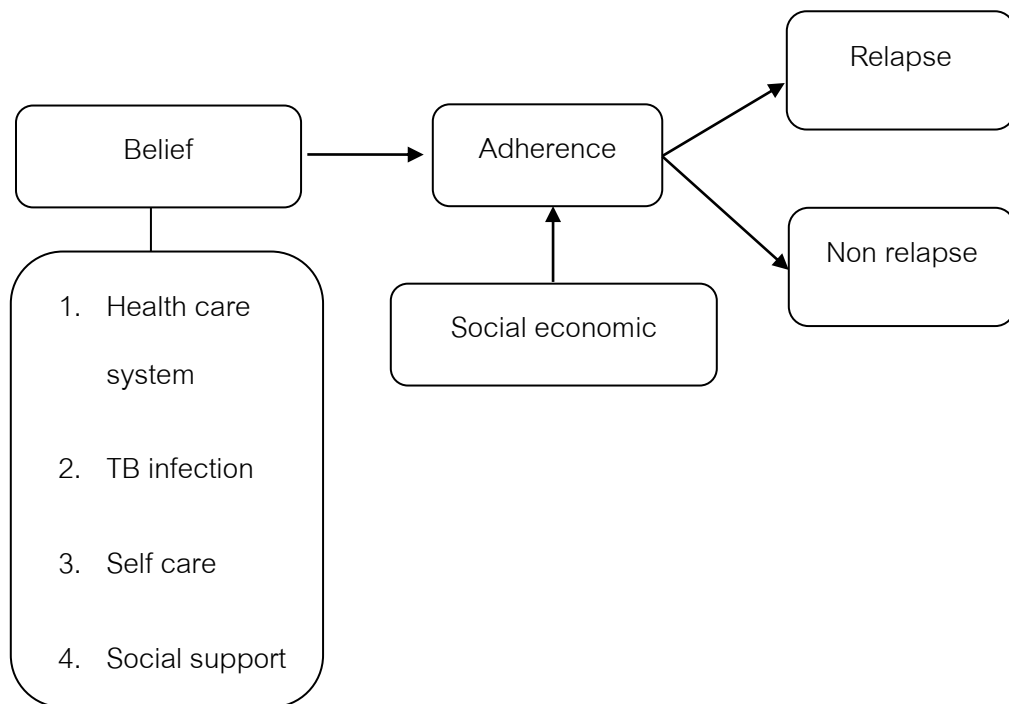 Relapse
Belief
Adherence
Non relapse
Social economic
1. Health care
system
2. TB infection
3. Self care
4. Social support